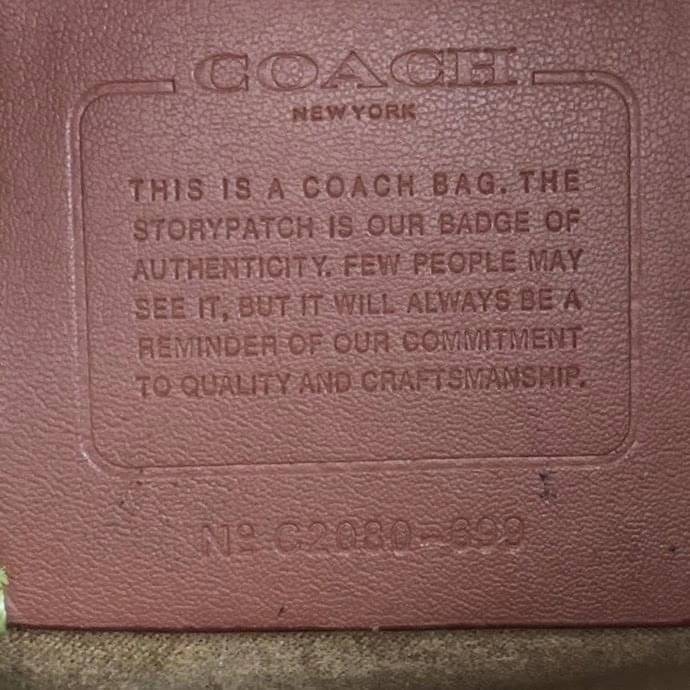 COACH
NEW YORK
THIS IS A COACH BAG. THE
STORYPATCH IS OUR BADGE OF
AUTHENTICITY. FEW PEOPLE MAY
SEE IT, BUT IT WILL ALWAYS BE A
REMINDER OF OUR COMMITMENT
TO QUALITY AND CRAFTSMANSHIP.
Nº